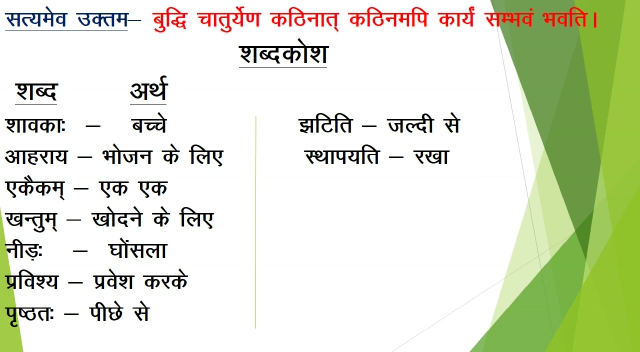 सत्यमेव उक्तम– बुद्धि चातुर्येण कठिनात् कठिनमपि कार्यं सम्भवं भवति।
शब्दकोश
शब्द अर्थ
शावकाः – बच्चे
आहराय – भोजन के लिए
एकैकम् – एक एक
खन्तुम् – खोदने के लिए
नीड़ः – घोंसला
प्रविश्य – प्रवेश करके
पृष्ठतः – पीछे से
झटिति – जल्दी से
स्थापयति – रखा